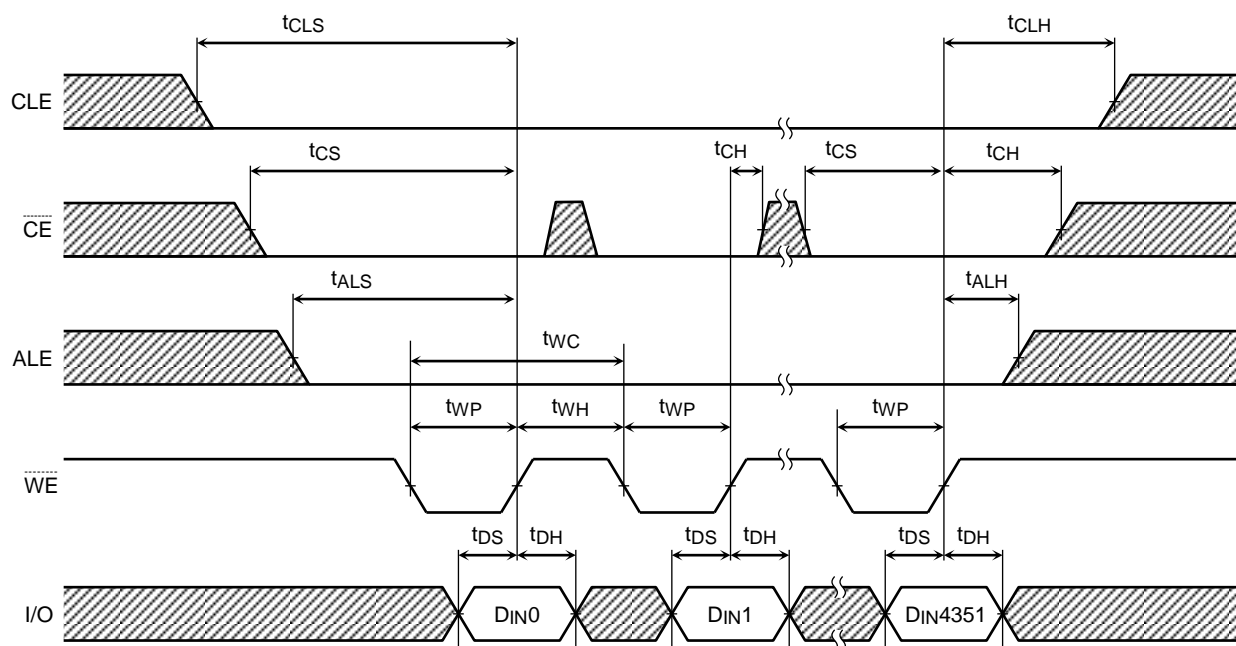 tCLS tCLH
CLE
tCS tCH tCS tCH
CE
tALS tALH
ALE
tWC
tWP tWH tWP tWP
WE
tDS tDH tDS tDH tDS tDH
I/O DIN0 DIN1 DIN4351